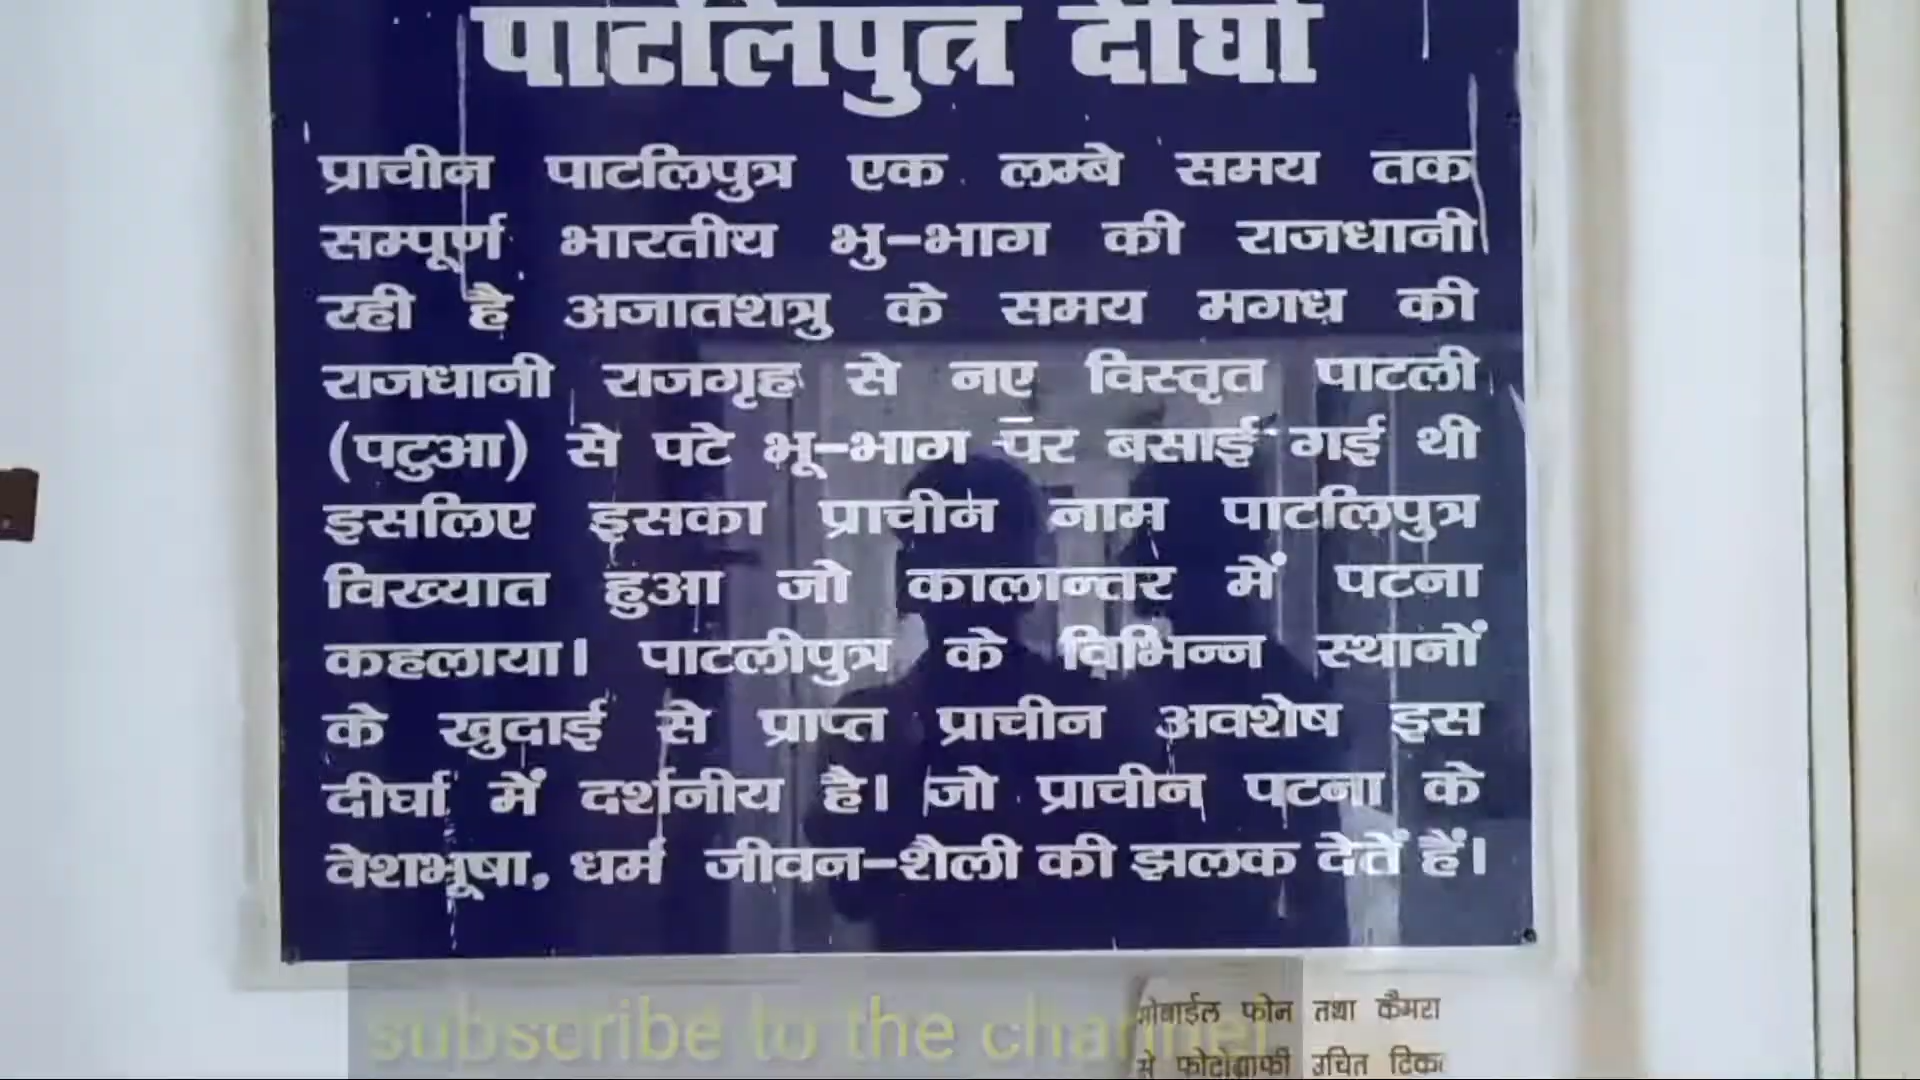 पाटलिपुत्र दीर्घा
प्राचीन पाटलिपुत्र एक लम्बे समय तक
सम्पूर्ण भारतीय भु-भाग की राजधानी
रही है अजातशत्रु के समय मगध की
राजधानी राजगृह से नए विस्तृत पाटली
(पटुआ) से पटे भू-भाग पर बसाई गई थी
इसलिए इसका प्राचीन नाम पाटलिपुत्र
विख्यात हुआ जो कालान्तर में पटना
कहलाया। पाटलीपुत्र के विभिन्न स्थानों
के खुदाई से प्राप्त प्राचीन अवशेष इस
दीर्घा में दर्शनीय है। जो प्राचीन पटना के
वेशभूषा, धर्म जीवन-शैली की झलक देतें हैं।
subscribe to the channel
मोबाईल फोन तथा कैमरा
से फोटोग्राफी उचित